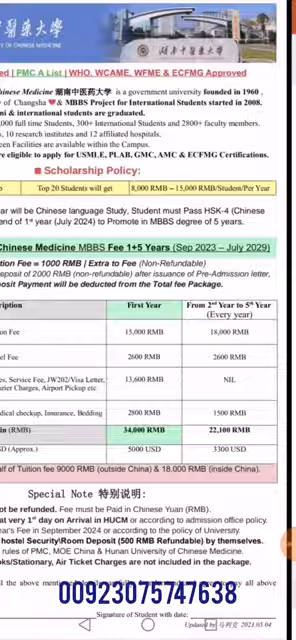 中醫藥大學
Y OF CHINESE MEDICINE
湖南中医药大学
ed | PMC A List | WHO, WCAME, WFME & ECFMG Approved
hinese Medicine 湖南中医药大学 is a government university founded in 1960 ,
y of Changsha ❤& MBBS Project for International Students started in 2008.
ni & international students are graduated.
,000 full time Students, 300+ International Students and 2800+ faculty members.
s, 10 research institutes and 12 affiliated hospitals.
een Facilities are available within the Campus.
re eligible to apply for USMLE, PLAB, GMC, AMC & ECFMG Certifications.
Scholarship Policy:
p Top 20 Students will get 8,000 RMB – 15,000 RMB/Student/Per Year
ear will be Chinese language Study, Student must Pass HSK-4 (Chinese
end of 1st year (July 2024) to Promote in MBBS degree of 5 years.
Chinese Medicine MBBS Fee 1+5 Years (Sep 2023 – July 2029)
tion Fee = 1000 RMB | Extra to Fee (Non-Refundable)
deposit of 2000 RMB (non-refundable) after issuance of Pre-Admission letter,
osit Payment will be deducted from the Total fee Package.
ription First Year From 2nd Year to 5th Year
(Every year)
on Fee 15,000 RMB 18,000 RMB
el Fee 2600 RMB 2600 RMB
es, Service Fee, JW202/Visa Letter,
rier Charges, Airport Pickup etc 13,600 RMB NIL
dical checkup, Insurance, Bedding 2800 RMB 1500 RMB
in (RMB) 34,000 RMB 22,100 RMB
SD (Approx.) 5000 USD 3300 USD
alf of Tuition fee 9000 RMB (outside China) & 18.000 RMB (inside China).
Special Note 特别说明:
ot be refunded. Fee must be Paid in Chinese Yuan (RMB).
at very 1st day on Arrival in HUCM or according to admission office policy.
ear's Fee in September 2024 or according to the policy of University.
hostel Security\Room Deposit (500 RMB Refundable) by themselves.
rules of PMC, MOE China & Hunan University of Chinese Medicine.
oks/Stationary, Air Ticket Charges are not included in the package.
all the above
all above
00923075747638
Signature of Student with date:
Updated by 马列克 2023.05.04